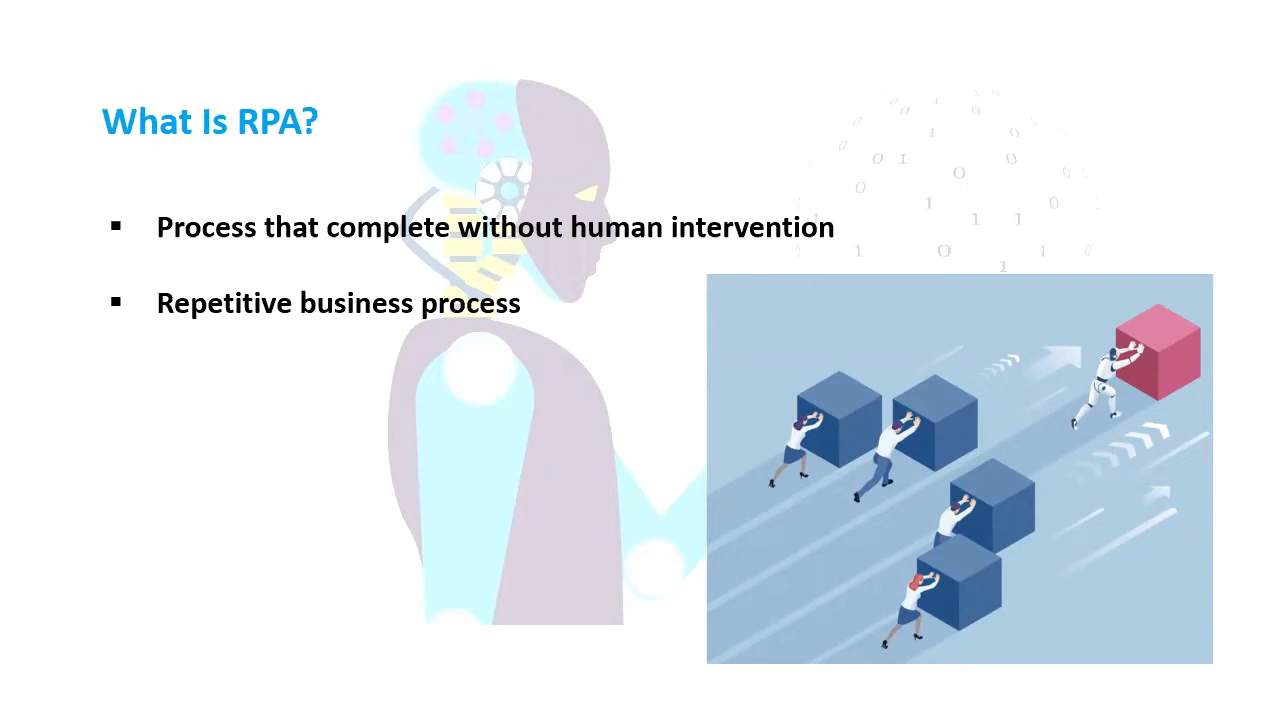 What Is RPA?
▪ Process that complete without human intervention
▪ Repetitive business process